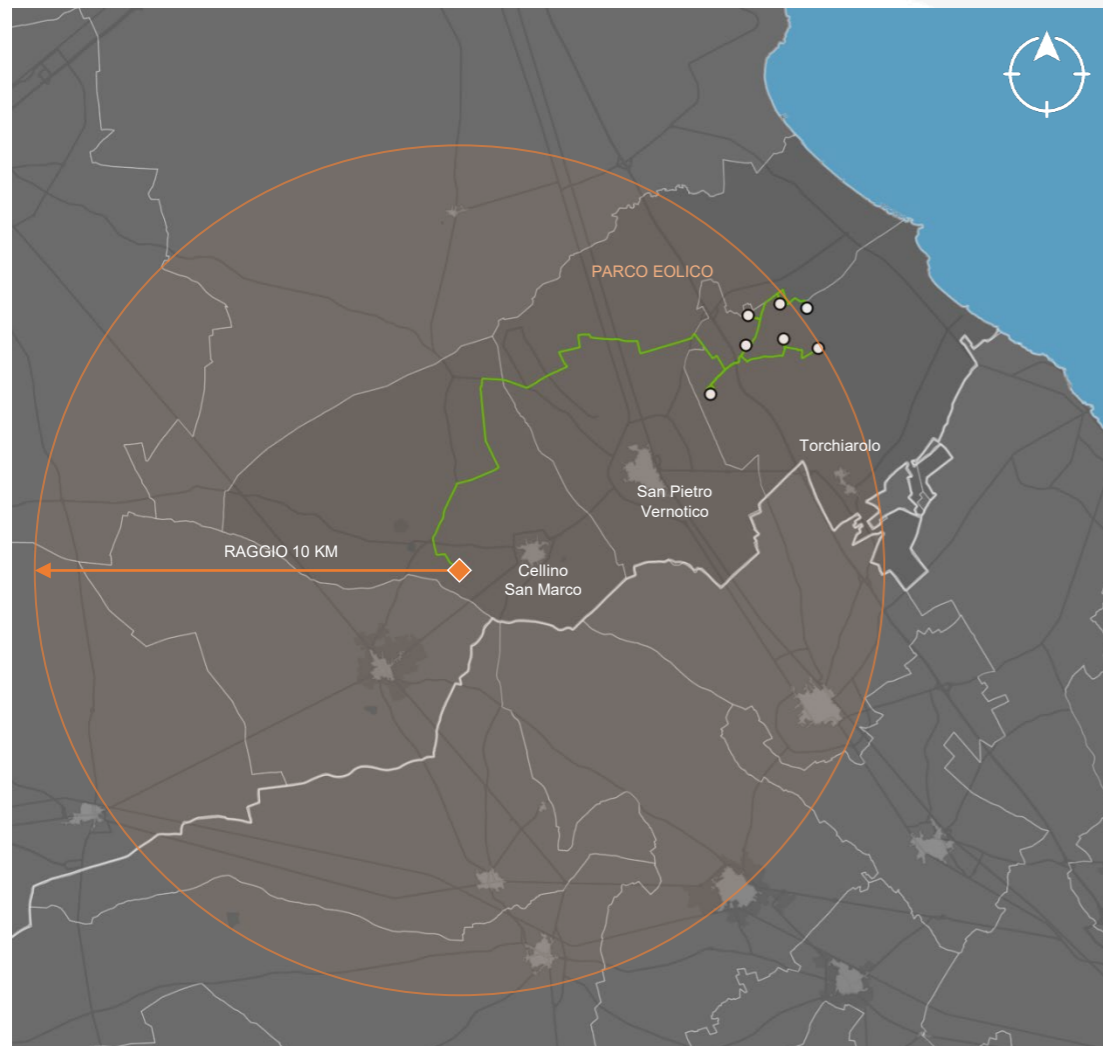 PARCO EOLICO
Torchiarolo
San Pietro
Vernotico
RAGGIO 10 KM
Cellino
San Marco